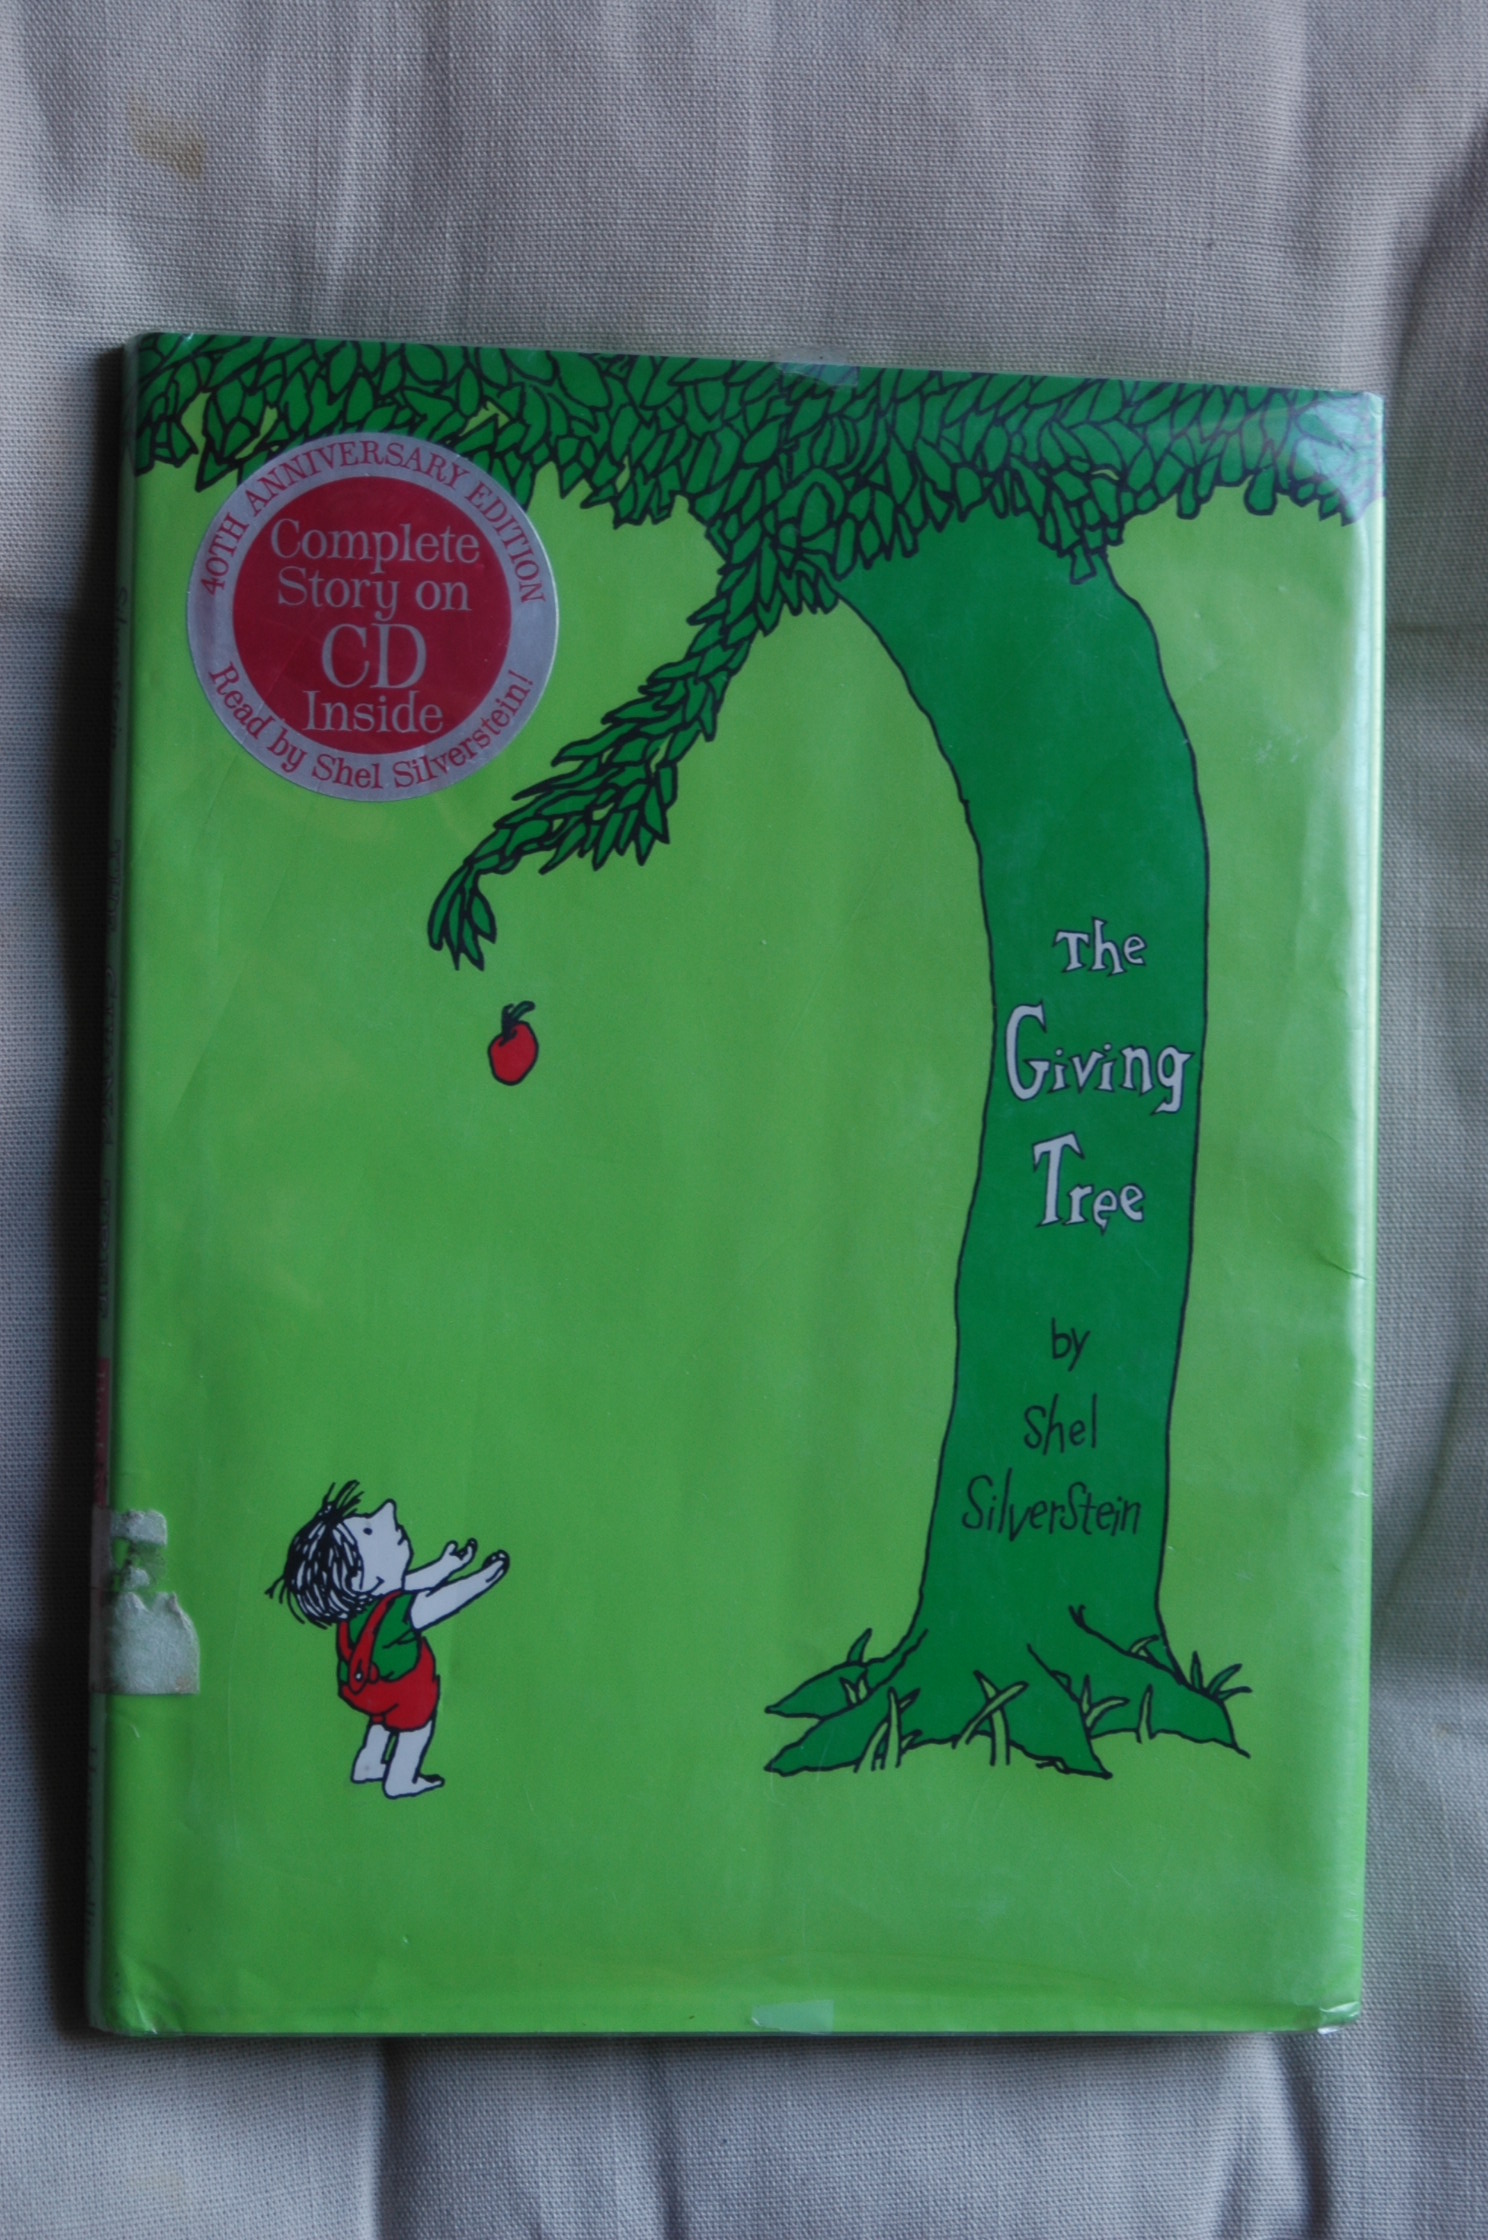 40TH ANNIVERSARY EDITION
Complete
Story on
CD
Inside
Read by Shel Silverstein!
The
Giving
Tree
by
Shel
SilverStein